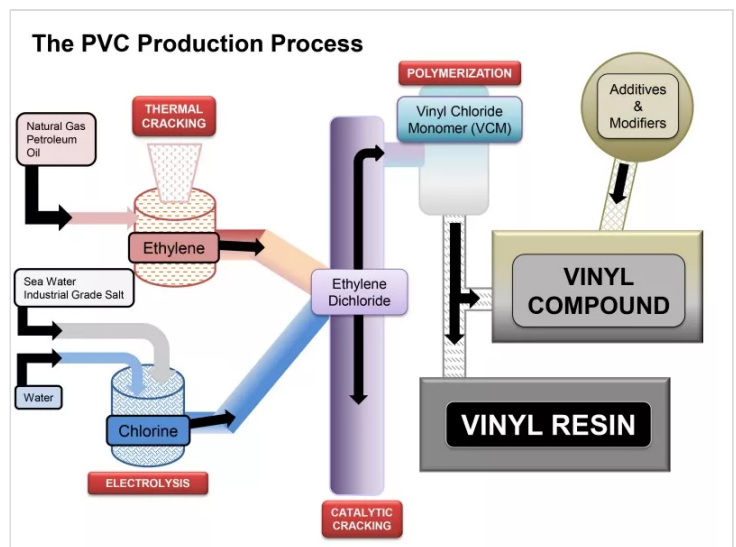 The PVC Production Process
POLYMERIZATION
Vinyl Chloride
Monomer (VCM)
Additives
&
Modifiers
THERMAL
CRACKING
Natural Gas
Petroleum
Oil
Ethylene
Sea Water
Industrial Grade Salt
Ethylene
Dichloride
VINYL
COMPOUND
Water
Chlorine
VINYL RESIN
ELECTROLYSIS
CATALYTIC
CRACKING